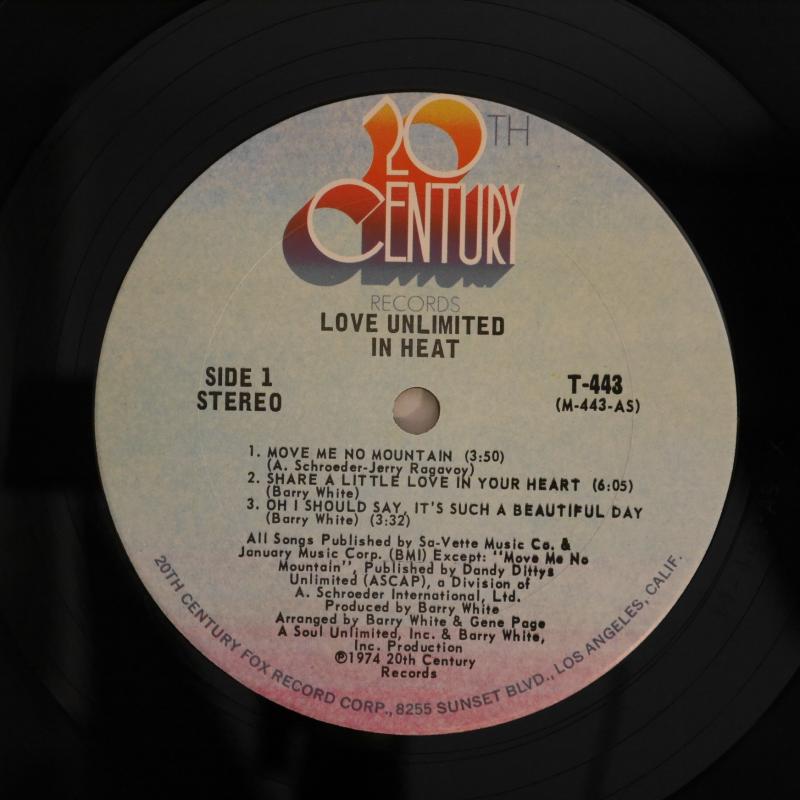 20TH
CENTURY
RECORDS
LOVE UNLIMITED
IN HEAT
SIDE 1
STEREO
T-443
(M-443-AS)
1. MOVE ME NO MOUNTAIN (3:50)
(A. Schroeder-Jerry Ragavoy)
2. SHARE A LITTLE LOVE IN YOUR HEART (6:05)
(Barry White)
3. OH I SHOULD SAY, IT'S SUCH A BEAUTIFUL DAY
(Barry White) (3:32)
All Songs Published by Sa-Vette Music Co. &
January Music Corp. (BMI) Except: "Move Me No
Mountain", Published by Dandy Dittys
Unlimited (ASCAP), a Division of
A. Schroeder International, Ltd.
Produced by Barry White
Arranged by Barry White & Gene Page
A Soul Unlimited, Inc. & Barry White,
Inc. Production
℗1974 20th Century
Records
20TH CENTURY FOX RECORD CORP., 8255 SUNSET BLVD., LOS ANGELES, CALIF.